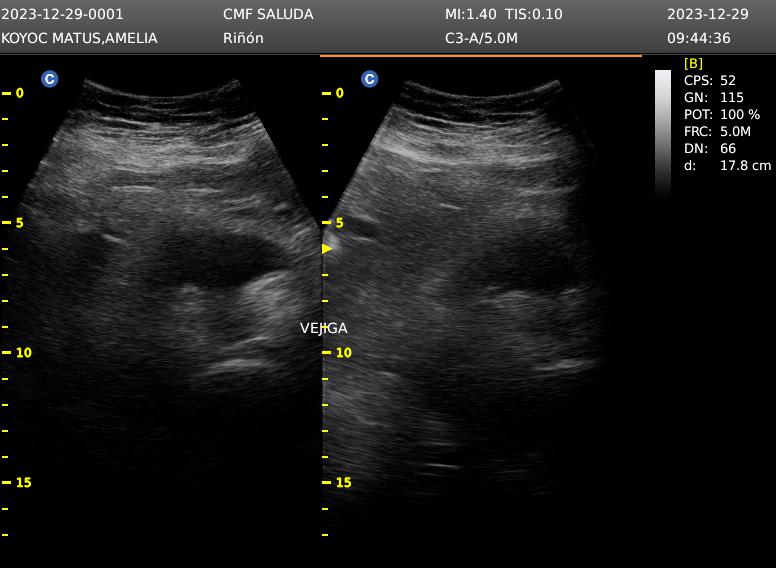 2023-12-29-0001 CMF SALUDA MI:1.40 TIS:0.10 2023-12-29
KOYOC MATUS,AMELIA Riñón C3-A/5.0M 09:44:36
[B]
CPS: 52
GN: 115
POT: 100 %
FRC: 5.0M
DN: 66
d: 17.8 cm
C C
0 0
5 5
VEJIGA
10 10
15 15